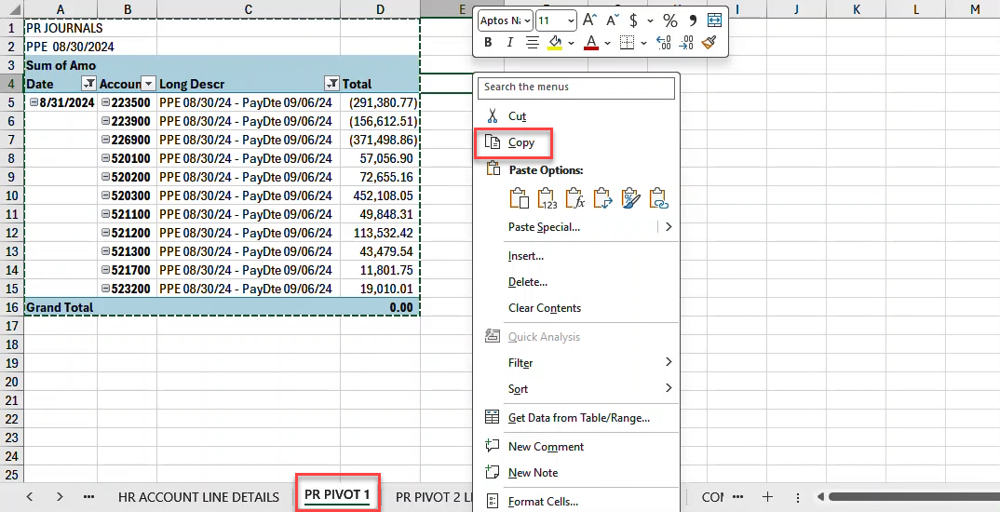 A B C D E I J K L M
Aptos Na 11 A A $ % ,
B I A
1 PR JOURNALS
2 PPE 08/30/2024
3 Sum of Amo
4 Date Accoun Long Descr Total
5 8/31/2024 223500 PPE 08/30/24 - PayDte 09/06/24 (291,380.77)
6 223900 PPE 08/30/24 - PayDte 09/06/24 (156,612.51)
7 226900 PPE 08/30/24 - PayDte 09/06/24 (371,498.86)
8 520100 PPE 08/30/24 - PayDte 09/06/24 57,056.90
9 520200 PPE 08/30/24 - PayDte 09/06/24 72,655.16
10 520300 PPE 08/30/24 - PayDte 09/06/24 452,108.05
11 521100 PPE 08/30/24 - PayDte 09/06/24 49,848.31
12 521200 PPE 08/30/24 - PayDte 09/06/24 113,532.42
13 521300 PPE 08/30/24 - PayDte 09/06/24 43,479.54
14 521700 PPE 08/30/24 - PayDte 09/06/24 11,801.75
15 523200 PPE 08/30/24 - PayDte 09/06/24 19,010.01
16 Grand Total 0.00
17
18
19
20
21
22
23
24
25
Search the menus
Cut
Copy
Paste Options:
123 fx %
Paste Special...
Insert...
Delete...
Clear Contents
Quick Analysis
Filter
Sort
Get Data from Table/Range...
New Comment
New Note
Format Cells...
HR ACCOUNT LINE DETAILS PR PIVOT 1 PR PIVOT 2 LI CO